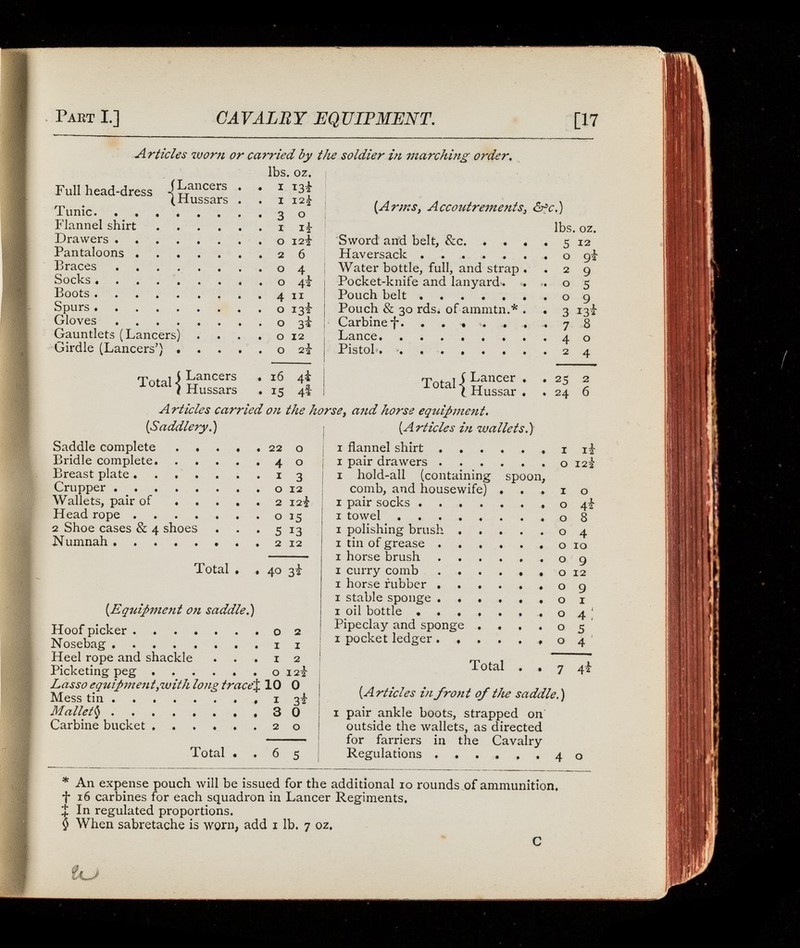 PART I.] CAVALRY EQUIPMENT. [17
Articles worn or carried by the soldier in marching order.
lbs. oz.
Full head-dress { Lancers . . 1 13½
{ Hussars . . 1 12½
Tunic. . . . . . . . . 3 0
Flannel shirt . . . . . . 1 1½
Drawers . . . . . . . . 0 12½
Pantaloons . . . . . . . 2 6
Braces . . . . . . . . 0 4
Socks . . . . . . . . . 0 4½
Boots . . . . . . . . . 4 11
Spurs . . . . . . . . . 0 13½
Gloves . . . . . . . . 0 3½
Gauntlets (Lancers) . . . . 0 12
Girdle (Lancers') . . . . . 0 2½
Total { Lancers . 16 4¼
{ Hussars . 15 4¾
(Arms, Accoutrements, &c.)
lbs. oz.
Sword and belt, &c. . . . . 5 12
Haversack . . . . . . . 0 9½
Water bottle, full, and strap . . 2 9
Pocket-knife and lanyard. . . 0 5
Pouch belt . . . . . . . 0 9
Pouch & 30 rds. of ammtn.* . . 3 13½
Carbine †. . . . . . . . 7 8
Lance. . . . . . . . . 4 0
Pistol. . . . . . . . . 2 4
Total { Lancer . . 25 2
{ Hussar . . 24 6
Articles carried on the horse, and horse equipment.
(Saddlery.)
Saddle complete . . . . . 22 0
Bridle complete. . . . . . 4 0
Breast plate . . . . . . . 1 3
Crupper . . . . . . . . 0 12
Wallets, pair of . . . . . 2 12½
Head rope . . . . . . . 0 15
2 Shoe cases & 4 shoes . . . 5 13
Numnah . . . . . . . . 2 12
Total . . 40 3½
(Equipment on saddle.)
Hoof picker . . . . . . . 0 2
Nosebag . . . . . . . . 1 1
Heel rope and shackle . . . 1 2
Picketing peg . . . . . . 0 12½
Lasso equipment, with long trace‡ 10 0
Mess tin . . . . . . . . 1 3½
Mallet§ . . . . . . . . 3 0
Carbine bucket . . . . . . 2 0
Total . . 6 5
(Articles in wallets.)
1 flannel shirt . . . . . . 1 1½
1 pair drawers . . . . . . 0 12½
1 hold-all (containing spoon,
comb, and housewife) . . . 1 0
1 pair socks . . . . . . . 0 4½
1 towel . . . . . . . . 0 8
1 polishing brush . . . . . 0 4
1 tin of grease . . . . . . 0 10
1 horse brush . . . . . . 0 9
1 curry comb . . . . . . 0 12
1 horse rubber . . . . . . 0 9
1 stable sponge . . . . . . 0 1
1 oil bottle . . . . . . . 0 4
Pipeclay and sponge . . . . 0 5
1 pocket ledger . . . . . . 0 4
Total . . 7 4½
(Articles in front of the saddle.)
1 pair ankle boots, strapped on
outside the wallets, as directed
for farriers in the Cavalry
Regulations . . . . . . 4 0
* An expense pouch will be issued for the additional 10 rounds of ammunition.
† 16 carbines for each squadron in Lancer Regiments.
‡ In regulated proportions.
§ When sabretache is worn, add 1 lb. 7 oz.
C